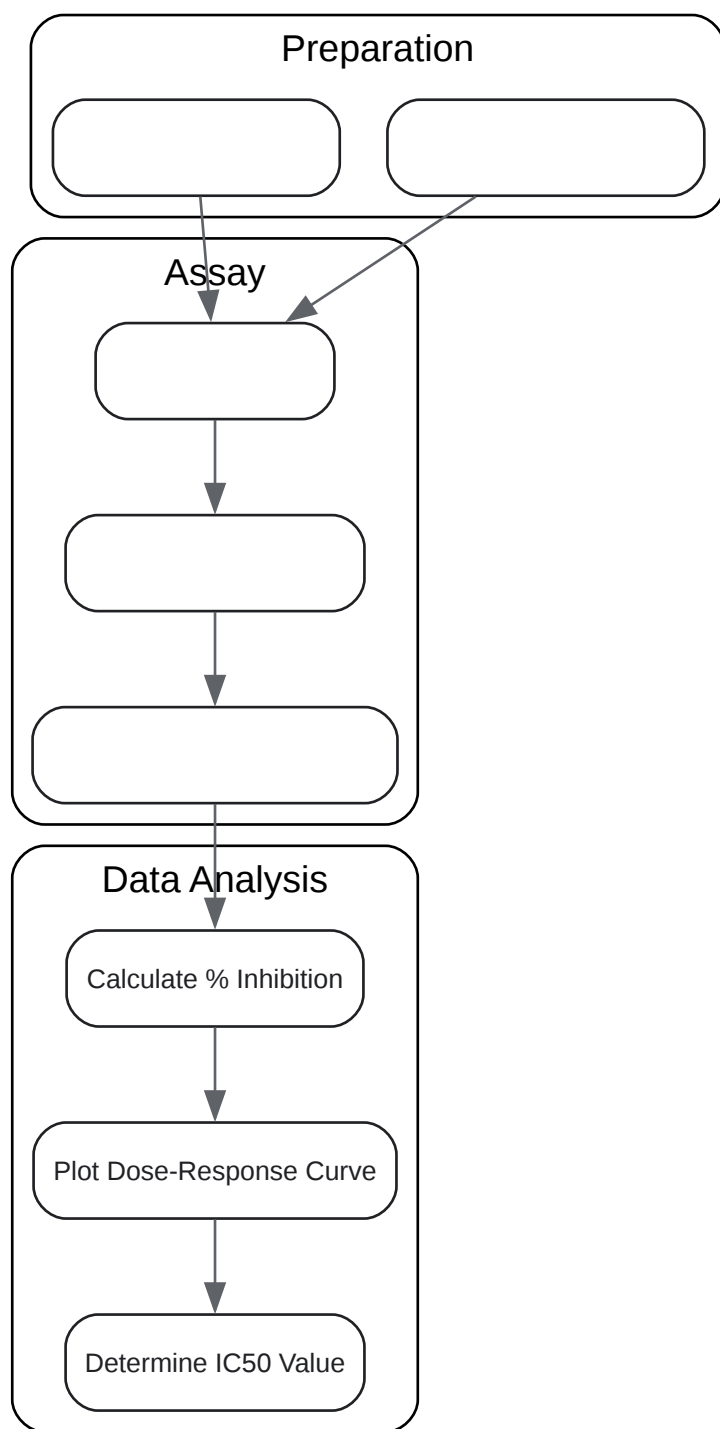 Preparation
Assay
Data Analysis
Calculate % Inhibition
Plot Dose-Response Curve
Determine IC50 Value